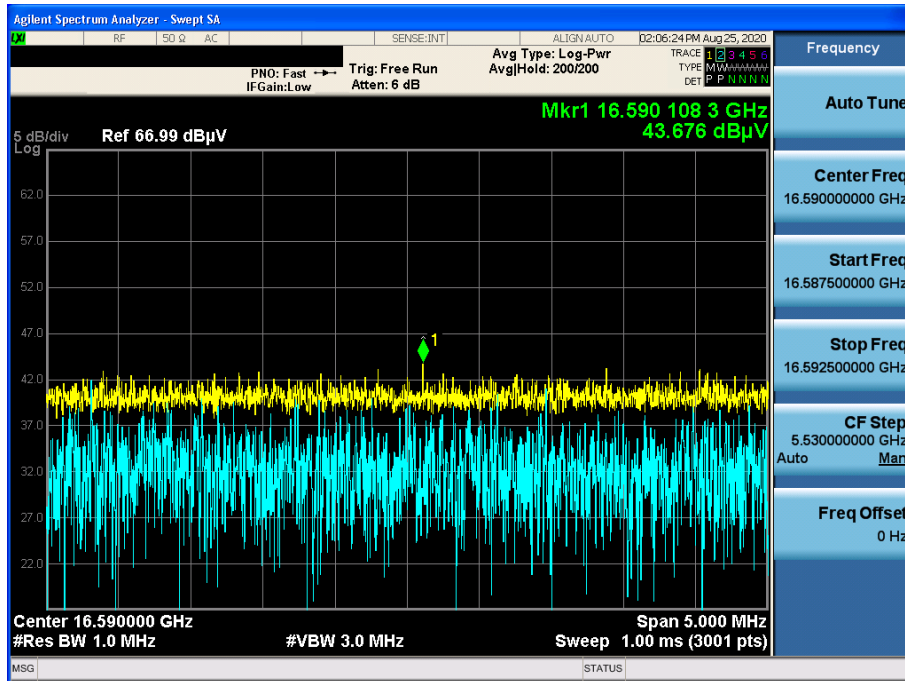 Agilent Spectrum Analyzer - Swept SA
LXI RF 50 Ω AC SENSE:INT ALIGNAUTO 02:06:24 PM Aug 25, 2020
PNO: Fast Trig: Free Run Avg Type: Log-Pwr TRACE 1 2 3 4 5 6
IFGain:Low Atten: 6 dB Avg|Hold: 200/200 TYPE M W W W W W
DET P P N N N N
Mkr1 16.590 108 3 GHz
43.676 dBµV
5 dB/div Ref 66.99 dBµV
Log
62.0
57.0
52.0
47.0
1
42.0
37.0
32.0
27.0
22.0
Center 16.590000 GHz Span 5.000 MHz
#Res BW 1.0 MHz #VBW 3.0 MHz Sweep 1.00 ms (3001 pts)
MSG STATUS
Frequency
Auto Tune
Center Freq
16.590000000 GHz
Start Freq
16.587500000 GHz
Stop Freq
16.592500000 GHz
CF Step
5.530000000 GHz
Auto Man
Freq Offset
0 Hz